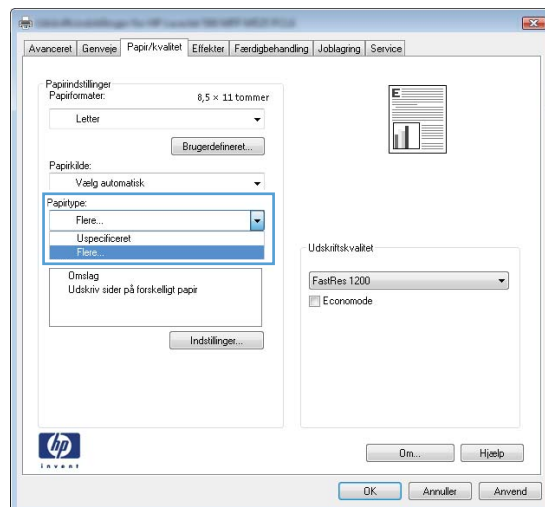 Avanceret Genveje Papir/kvalitet Effekter Færdigbehandling Joblagring Service
Papirindstillinger
Papirformater:
8,5 × 11 tommer
Letter
Brugerdefineret...
Papirkilde:
Vælg automatisk
Papirtype:
Flere...
Uspecificeret
Flere...
Omslag
Udskriv sider på forskelligt papir
Indstillinger...
E
Udskriftskvalitet
FastRes 1200
Economode
hp
invent
Om... Hjælp
OK Annuller Anvend